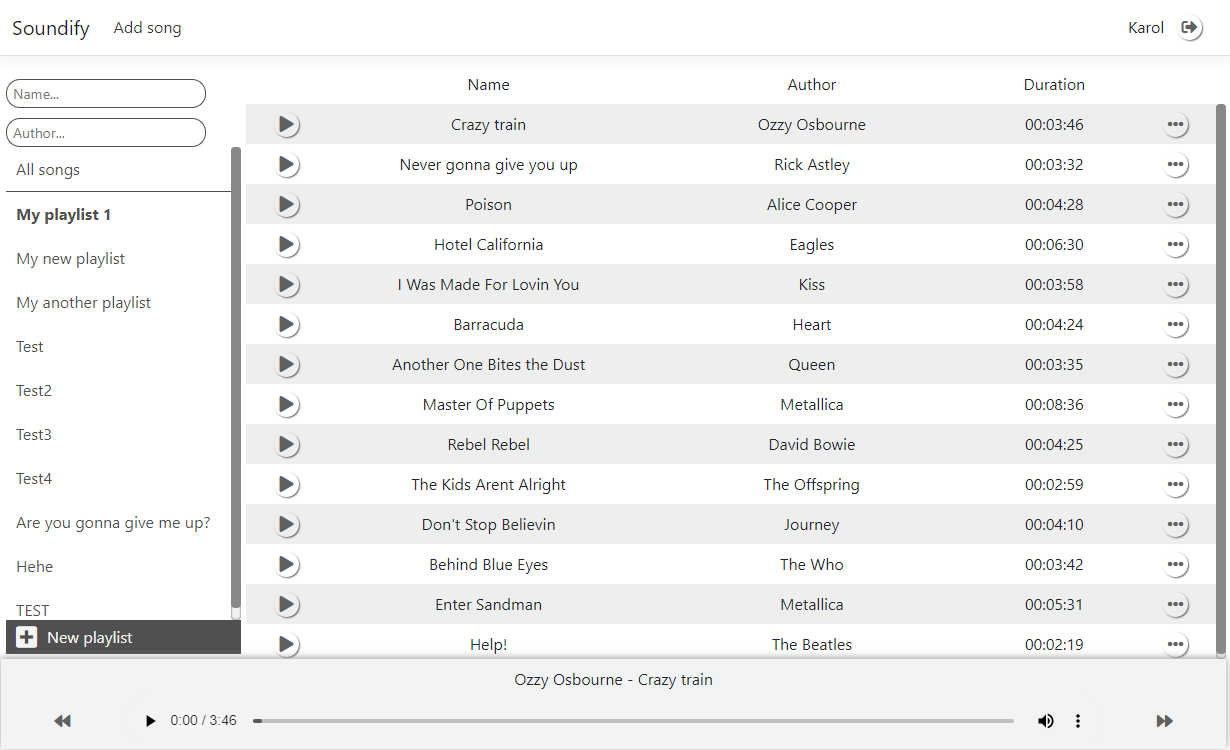 Soundify Add song Karol
Name...
Author...
All songs
My playlist 1
My new playlist
My another playlist
Test
Test2
Test3
Test4
Are you gonna give me up?
Hehe
TEST
New playlist
Name Author Duration
Crazy train Ozzy Osbourne 00:03:46
Never gonna give you up Rick Astley 00:03:32
Poison Alice Cooper 00:04:28
Hotel California Eagles 00:06:30
I Was Made For Lovin You Kiss 00:03:58
Barracuda Heart 00:04:24
Another One Bites the Dust Queen 00:03:35
Master Of Puppets Metallica 00:08:36
Rebel Rebel David Bowie 00:04:25
The Kids Arent Alright The Offspring 00:02:59
Don't Stop Believin Journey 00:04:10
Behind Blue Eyes The Who 00:03:42
Enter Sandman Metallica 00:05:31
Help! The Beatles 00:02:19
Ozzy Osbourne - Crazy train
0:00 / 3:46